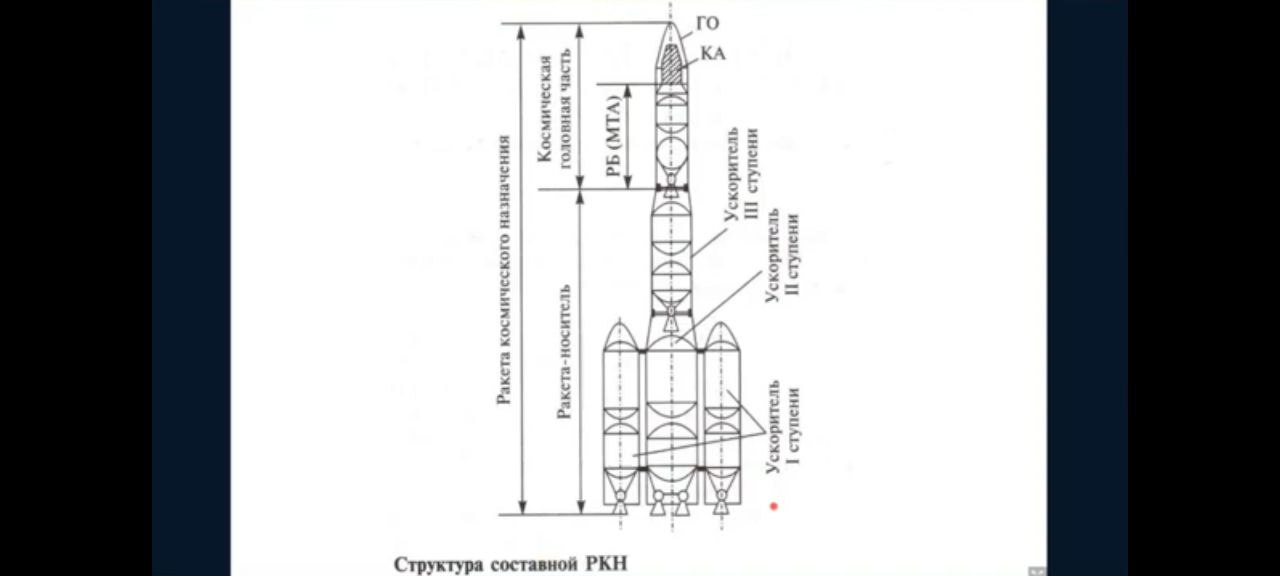 ГО
КА
Космическая
головная часть
РБ (МТА)
Ракета космического назначения
Ракета-носитель
Ускоритель
III ступени
Ускоритель
II ступени
Ускоритель
I ступени
Структура составной РКН